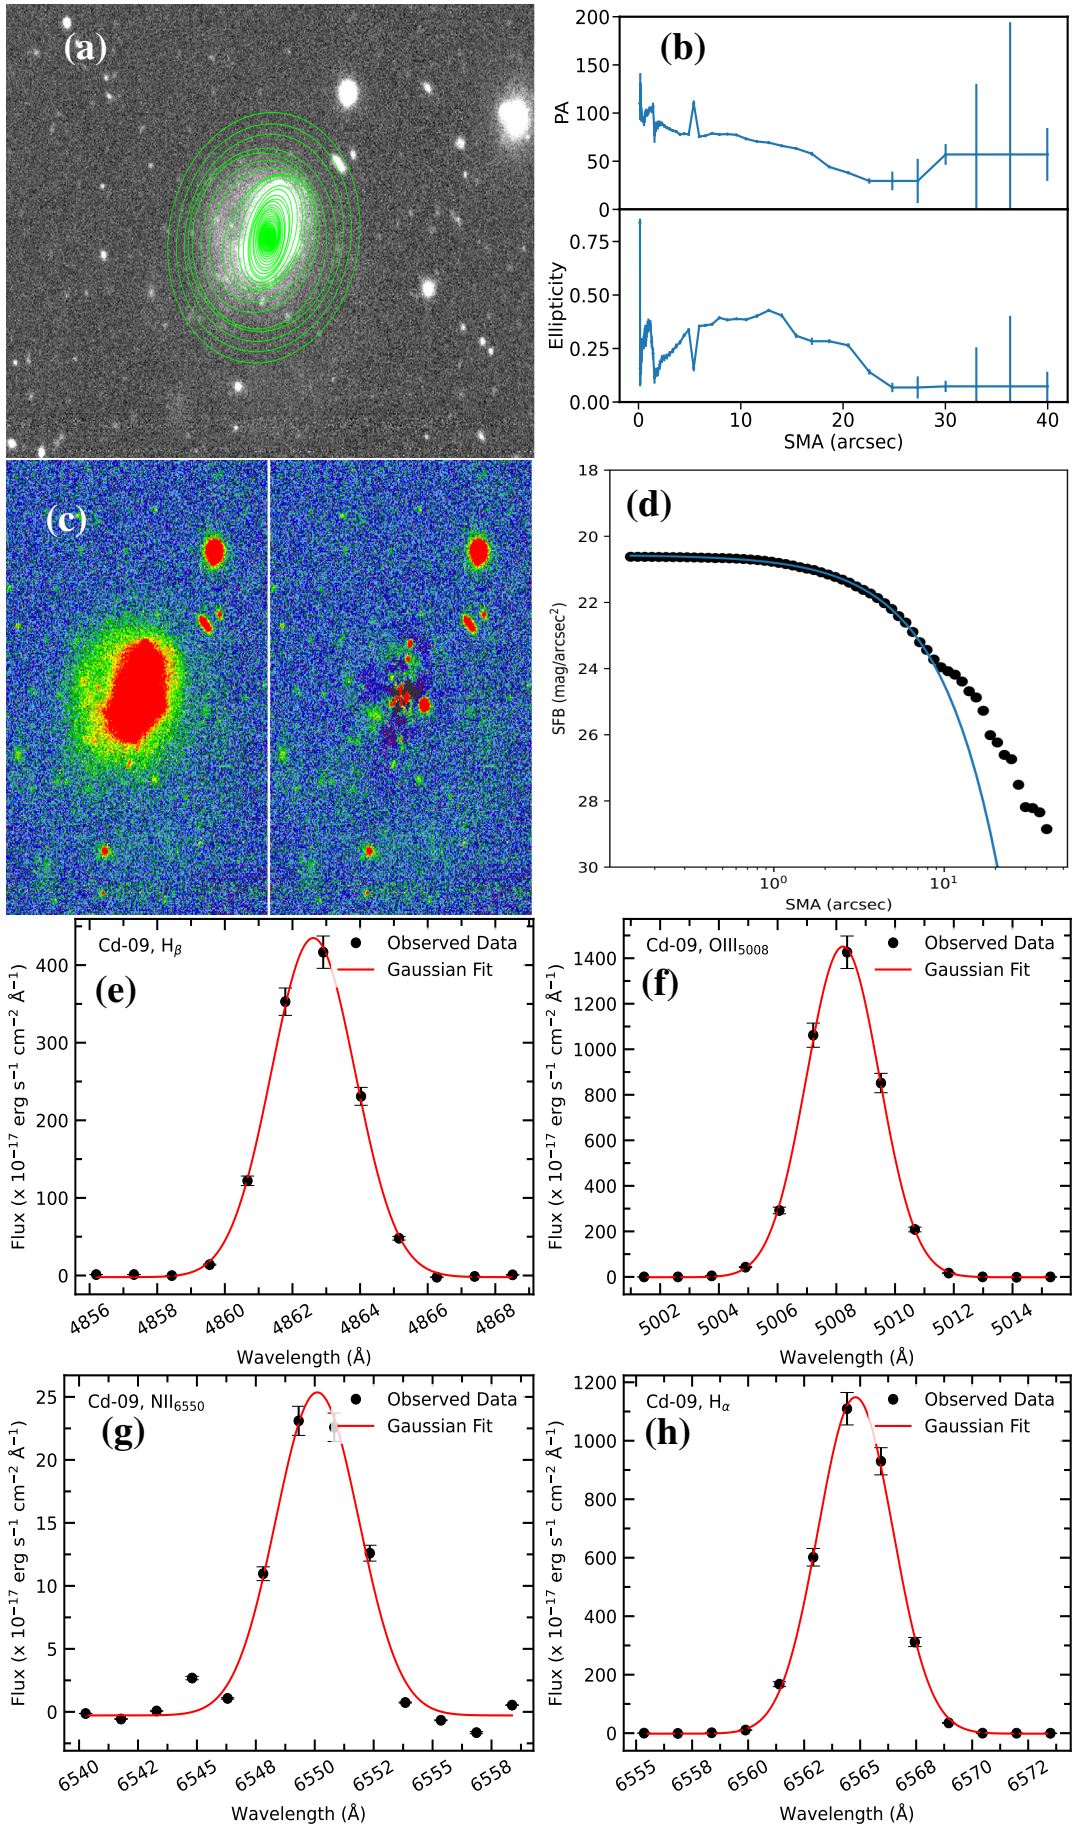 (a)
(b)
200
150
100
50
0
PA
0.75
0.50
0.25
0.00
Ellipticity
0 10 20 30 40
SMA (arcsec)
(c)
(d)
18
20
22
24
26
28
30
SFB (mag/arcsec²)
10⁰ 10¹
SMA (arcsec)
Cd-09, Hβ
(e)
Observed Data
Gaussian Fit
400
300
200
100
0
Flux (x 10⁻¹⁷ erg s⁻¹ cm⁻² Å⁻¹)
4856 4858 4860 4862 4864 4866 4868
Wavelength (Å)
Cd-09, OIII₅₀₀₈
(f)
Observed Data
Gaussian Fit
1400
1200
1000
800
600
400
200
0
Flux (x 10⁻¹⁷ erg s⁻¹ cm⁻² Å⁻¹)
5002 5004 5006 5008 5010 5012 5014
Wavelength (Å)
Cd-09, NII₆₅₅₀
(g)
Observed Data
Gaussian Fit
25
20
15
10
5
0
Flux (x 10⁻¹⁷ erg s⁻¹ cm⁻² Å⁻¹)
6540 6542 6545 6548 6550 6552 6555 6558
Wavelength (Å)
Cd-09, Hα
(h)
Observed Data
Gaussian Fit
1200
1000
800
600
400
200
0
Flux (x 10⁻¹⁷ erg s⁻¹ cm⁻² Å⁻¹)
6555 6558 6560 6562 6565 6568 6570 6572
Wavelength (Å)